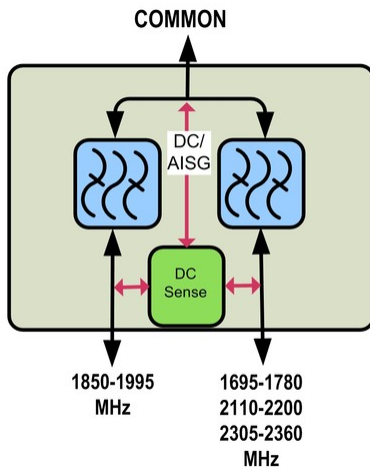 COMMON
DC/
AISG
DC
Sense
1850-1995
MHz
1695-1780
2110-2200
2305-2360
MHz